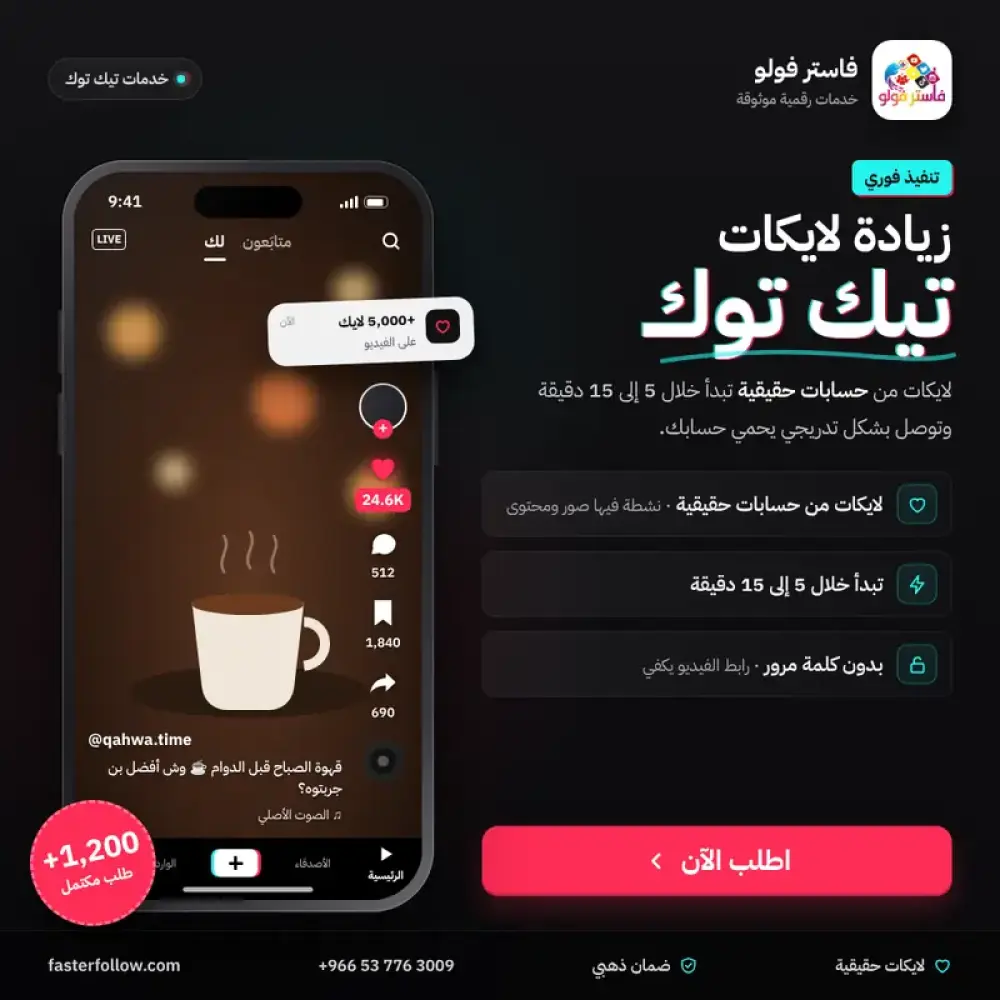 فاستر فولو
فاستر فولو
خدمات رقمية موثوقة
خدمات تيك توك
تنفيذ فوري
زيادة لايكات
تيك توك
لايكات من حسابات حقيقية تبدأ خلال 5 إلى 15 دقيقة
وتوصل بشكل تدريجي يحمي حسابك.
لايكات من حسابات حقيقية · نشطة فيها صور ومحتوى
تبدأ خلال 5 إلى 15 دقيقة
بدون كلمة مرور · رابط الفيديو يكفي
اطلب الآن
9:41
LIVE
لك
متابَعون
+5,000 لايك
الآن
على الفيديو
24.6K
512
1,840
690
@qahwa.time
قهوة الصباح قبل الدوام ☕ وش أفضل بن
جربتوه؟
♫ الصوت الأصلي
الرئيسية
الأصدقاء
الوارد
+1,200
طلب مكتمل
لايكات حقيقية
ضمان ذهبي
+966 53 776 3009
fasterfollow.com